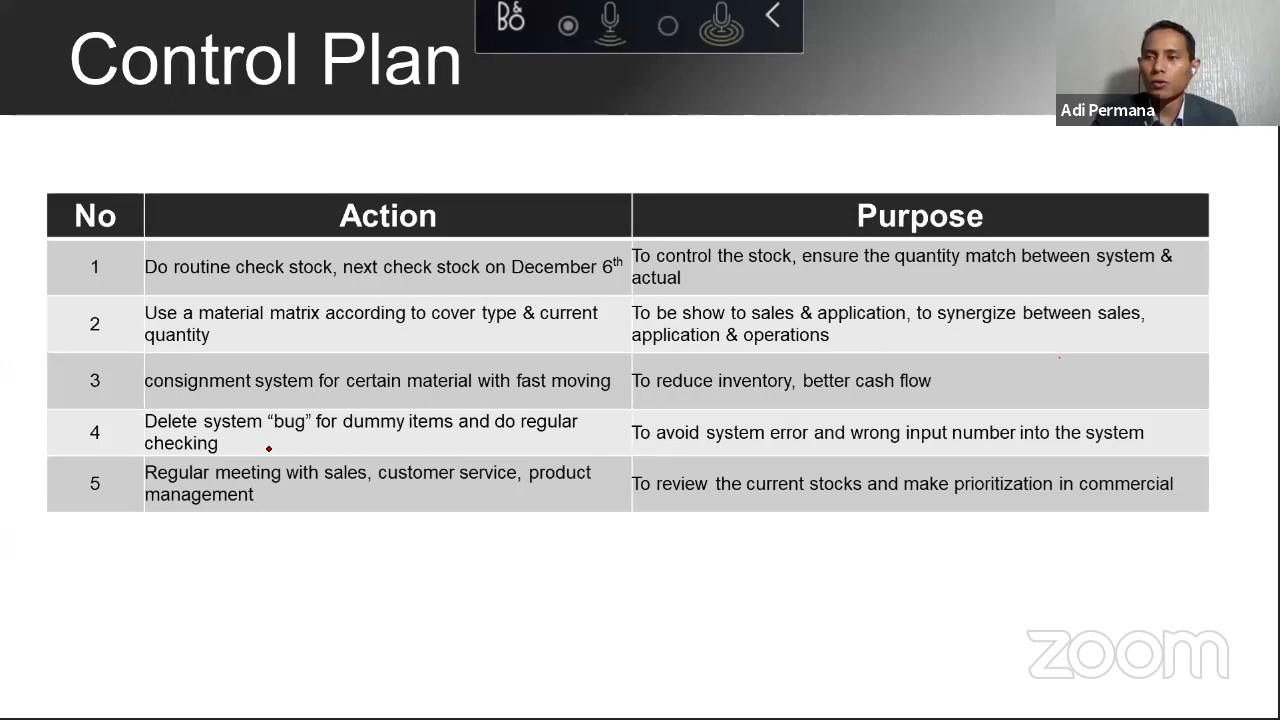 Control Plan
B&O
Adi Permana
No
Action
Purpose
1
Do routine check stock, next check stock on December 6th
To control the stock, ensure the quantity match between system &
actual
2
Use a material matrix according to cover type & current
quantity
To be show to sales & application, to synergize between sales,
application & operations
3
consignment system for certain material with fast moving
To reduce inventory, better cash flow
4
Delete system “bug” for dummy items and do regular
checking
To avoid system error and wrong input number into the system
5
Regular meeting with sales, customer service, product
management
To review the current stocks and make prioritization in commercial
zoom